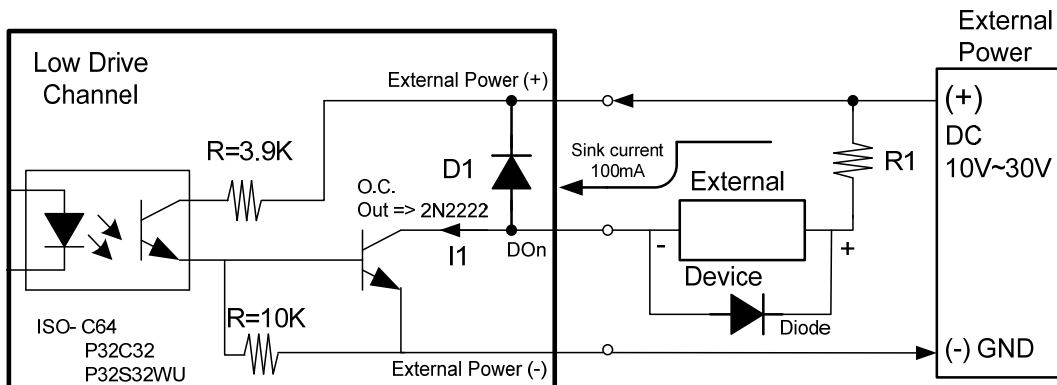 Low Drive
Channel
R=3.9K
O.C.
Out => 2N2222
I1
ISO- C64
P32C32
P32S32WU
R=10K
External Power (+)
D1
DOn
External Power (-)
Sink current
100mA
External
-
+
Device
Diode
R1
External
Power
(+)
DC
10V~30V
(-) GND